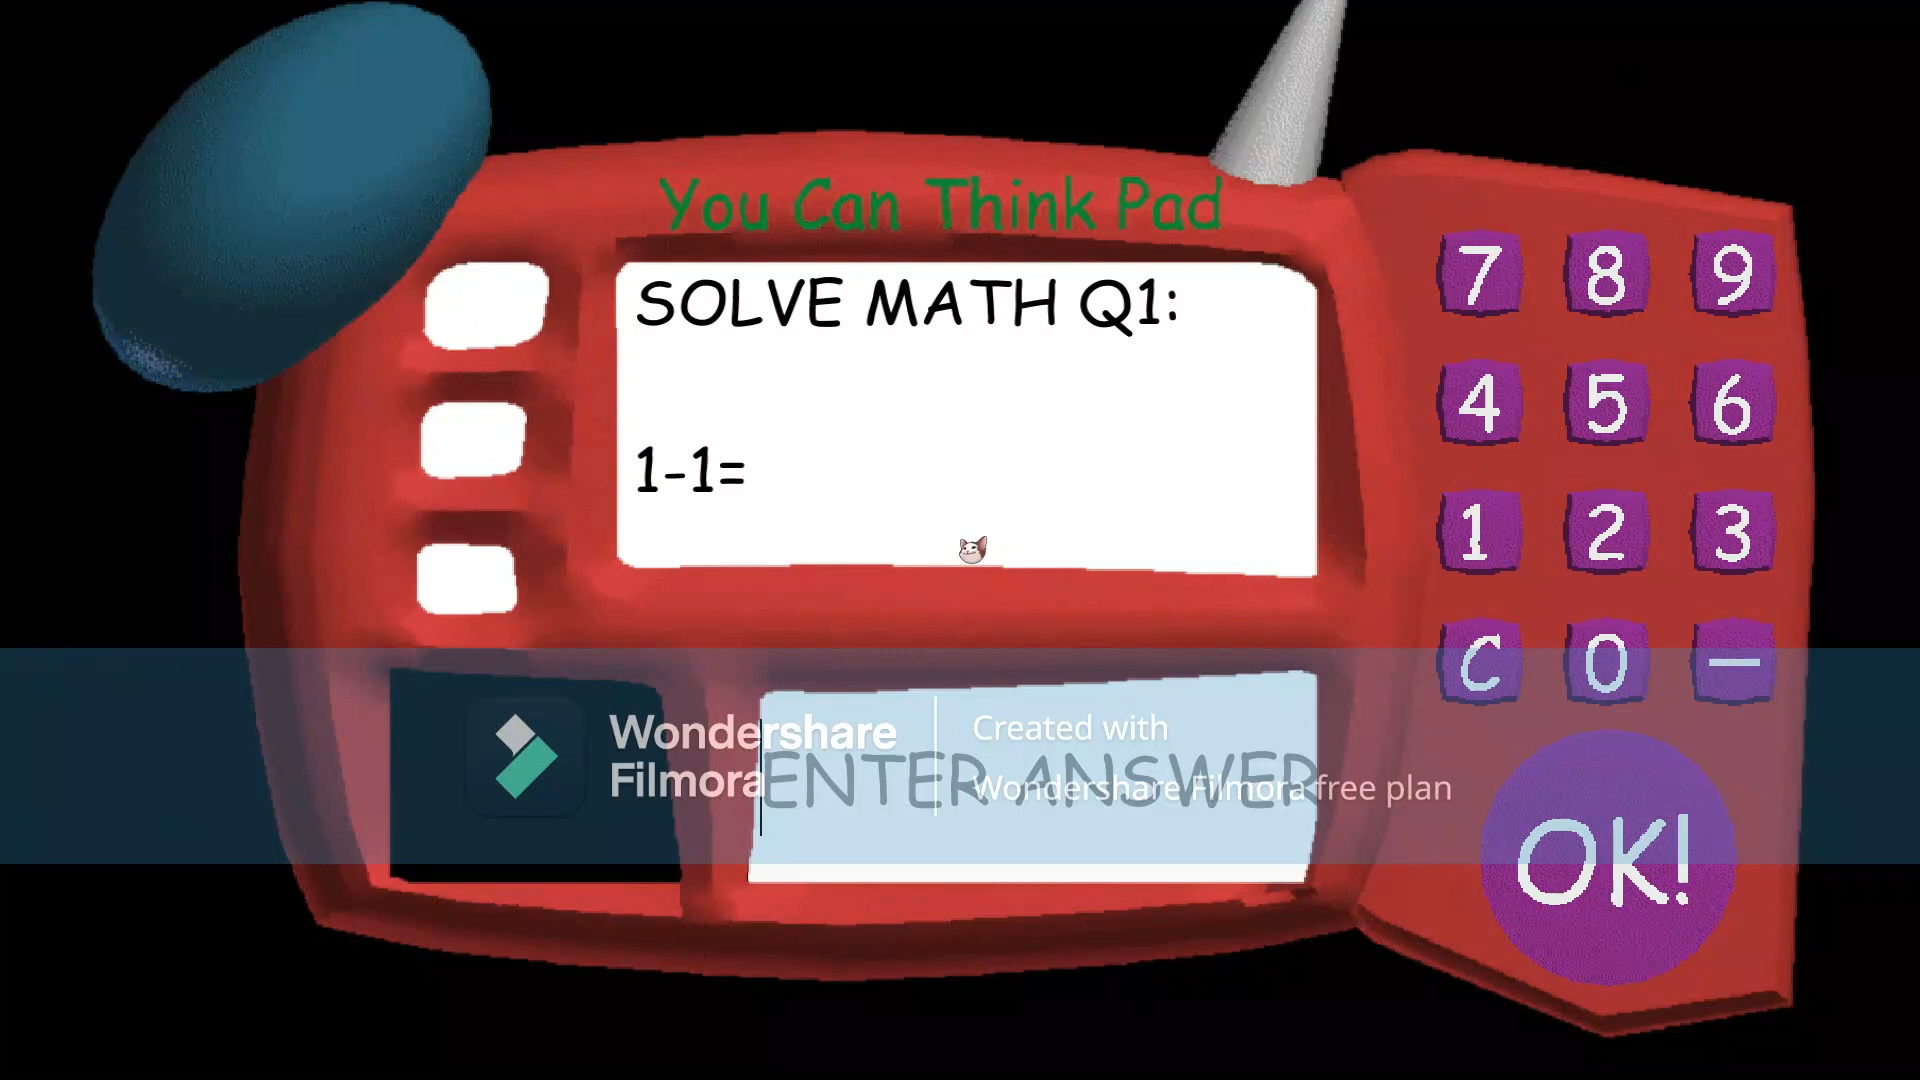 You Can Think Pad
SOLVE MATH Q1:
1-1=
7 8 9
4 5 6
1 2 3
C 0 —
Wondershare
Filmora
Created with
Wondershare Filmora free plan
ENTER ANSWER
OK!